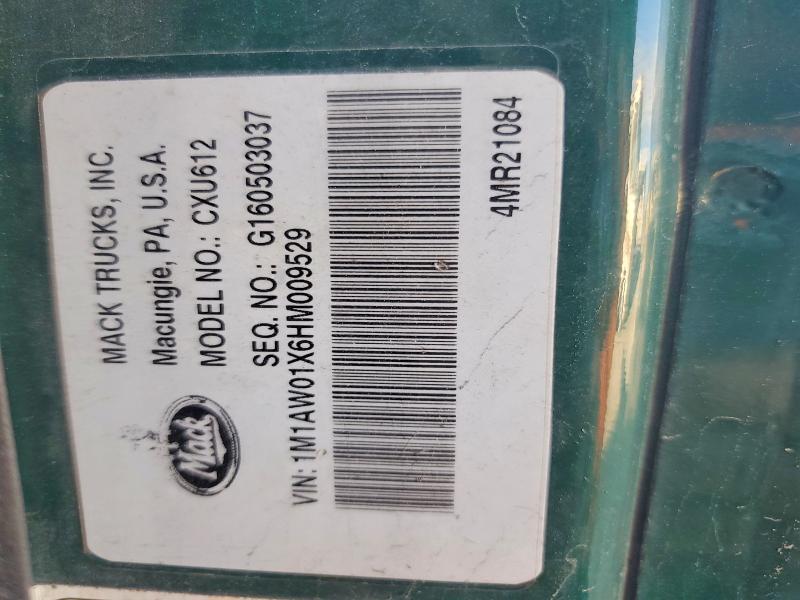 MACK TRUCKS, INC.
Macungie, PA, U.S.A.
MODEL NO.: CXU612
SEQ. NO.: G160503037
Mack
VIN: 1M1AW01X6HM009529
4MR21084